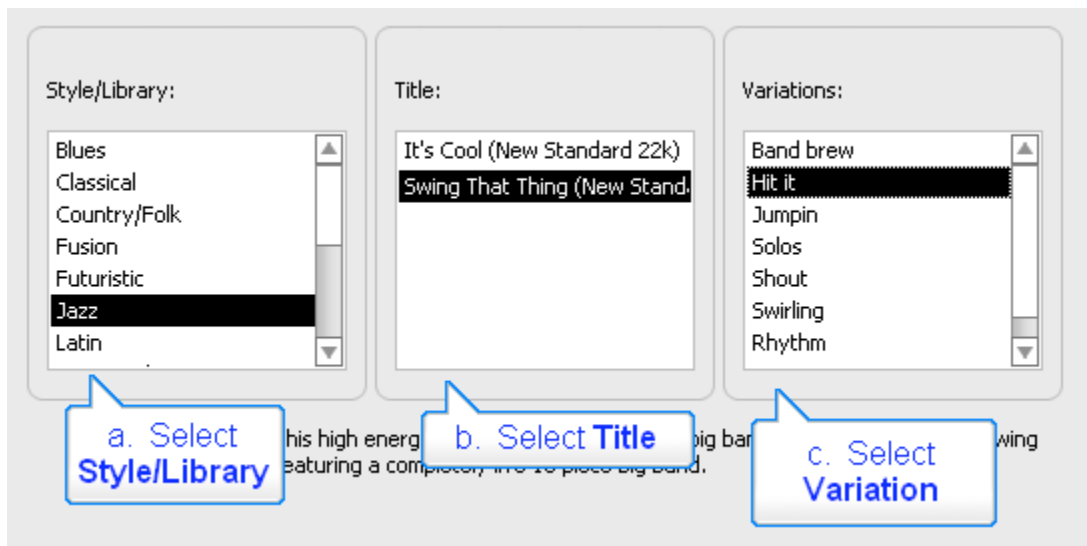 Style/Library:
Blues
Classical
Country/Folk
Fusion
Futuristic
Jazz
Latin
Title:
It's Cool (New Standard 22k)
Swing That Thing (New Stand
Variations:
Band brew
Hit it
Jumpin
Solos
Shout
Swirling
Rhythm
a. Select
Style/Library
b. Select Title
c. Select
Variation
his high energ big ban wing
eaturing a big band.